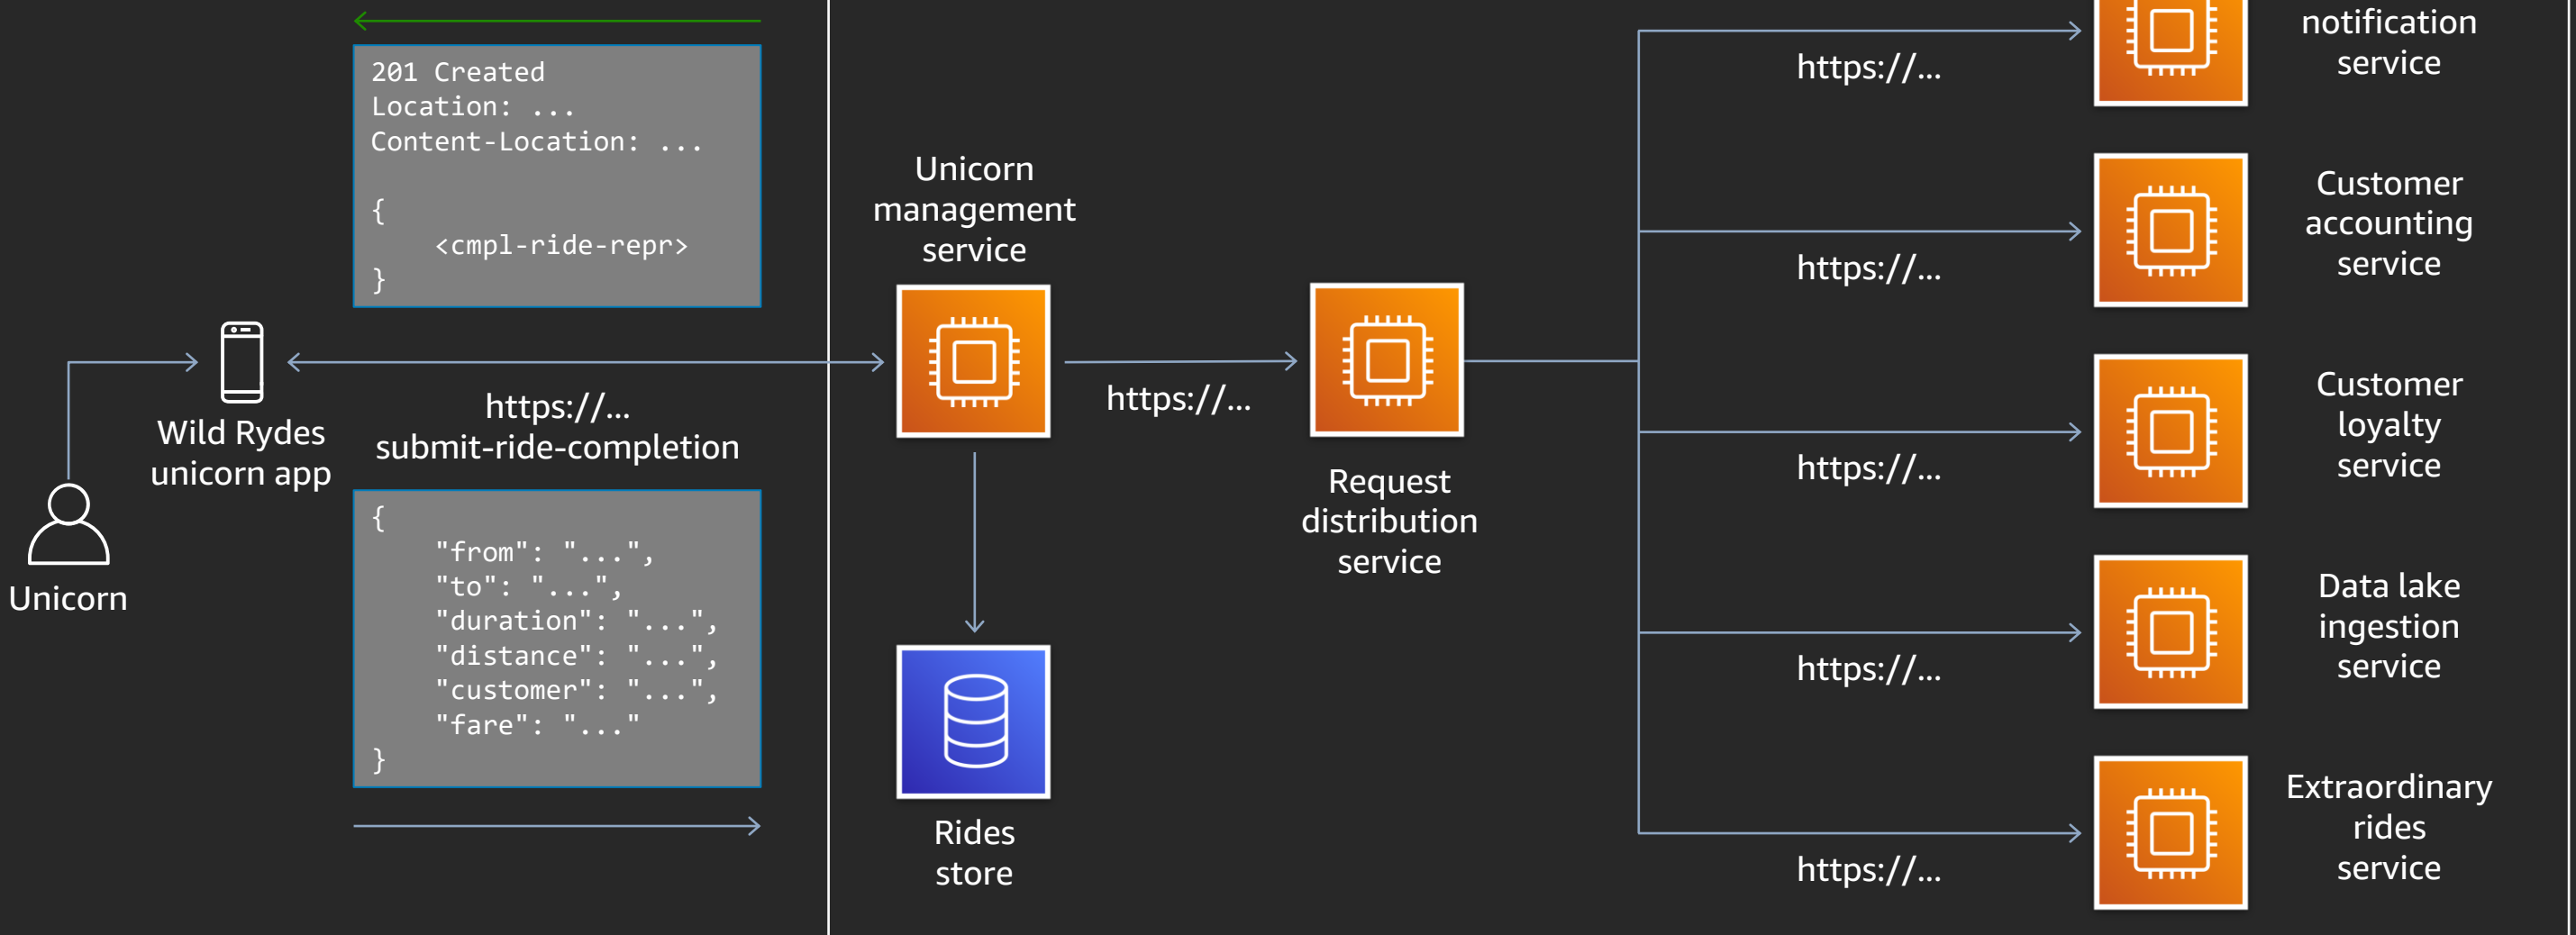 201 Created
Location: ...
Content-Location: ...
{
<cmpl-ride-repr>
}
Wild Rydes
unicorn app
Unicorn
https://...
submit-ride-completion
{
"from": "...",
"to": "...",
"duration": "...",
"distance": "...",
"customer": "...",
"fare": "..."
}
Unicorn
management
service
https://...
Rides
store
Request
distribution
service
https://...
notification
service
https://...
Customer
accounting
service
https://...
Customer
loyalty
service
https://...
Data lake
ingestion
service
https://...
Extraordinary
rides
service